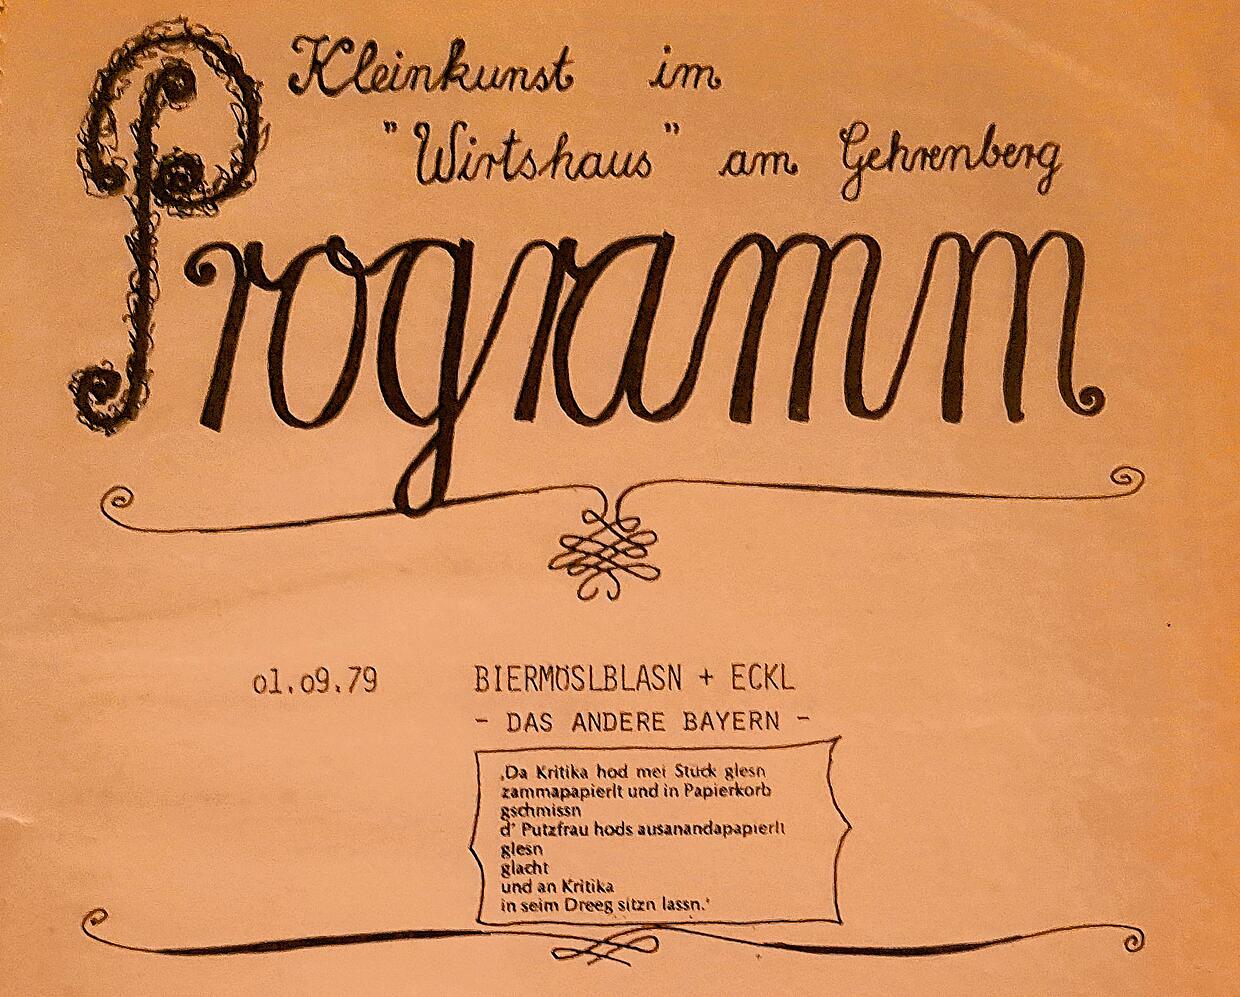 Kleinkunst im
"Wirtshaus" am Gehrenberg
Programm
01.09.79 BIERMÖSLBLASN + ECKL
- DAS ANDERE BAYERN -
‚Da Kritika hod mei Stück glesn
zammapapierlt und in Papierkorb
gschmissn
d' Putzfrau hods ausanandapapierlt
glesn
glacht
und an Kritika
in seim Dreeg sitzn lassn.‘